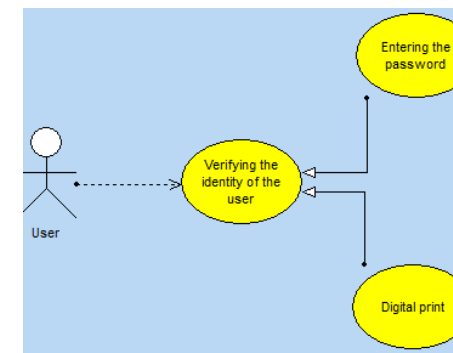 Entering the
password
Verifying the
identity of the
user
User
Digital print